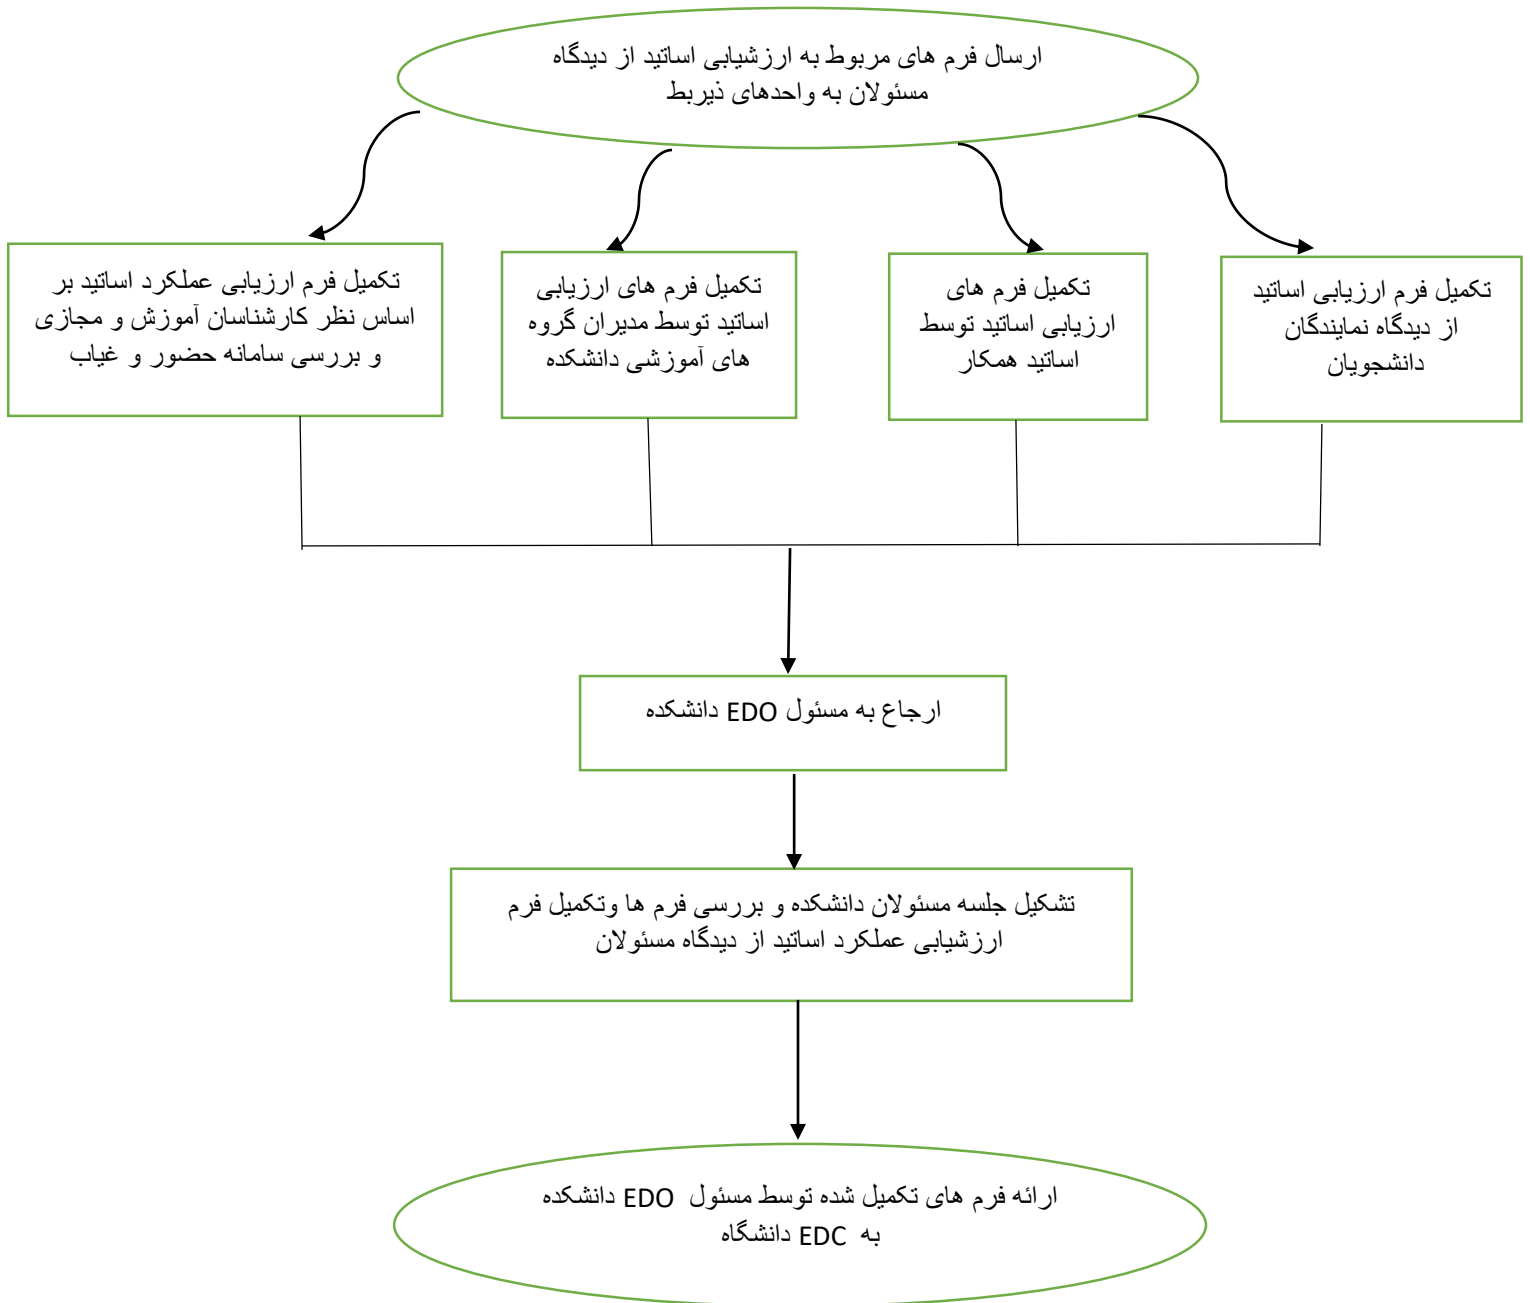 ارسال فرم های مربوط به ارزشیابی اساتید از دیدگاه
مسئولان به واحدهای ذیربط
تکمیل فرم ارزیابی اساتید
از دیدگاه نمایندگان
دانشجویان
تکمیل فرم های
ارزیابی اساتید توسط
اساتید همکار
تکمیل فرم های ارزیابی
اساتید توسط مدیران گروه
های آموزشی دانشکده
تکمیل فرم ارزیابی عملکرد اساتید بر
اساس نظر کارشناسان آموزش و مجازی
و بررسی سامانه حضور و غیاب
ارجاع به مسئول EDO دانشکده
تشکیل جلسه مسئولان دانشکده و بررسی فرم ها وتکمیل فرم
ارزشیابی عملکرد اساتید از دیدگاه مسئولان
ارائه فرم های تکمیل شده توسط مسئول EDO دانشکده
به EDC دانشگاه